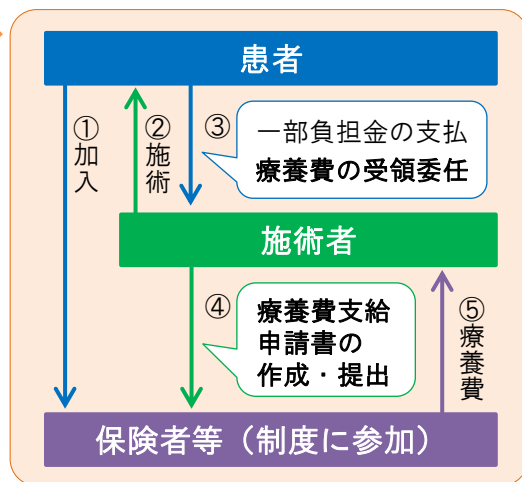 患者
①加入
②施術
③
一部負担金の支払
療養費の受領委任
施術者
④
療養費支給
申請書の
作成・提出
⑤療養費
保険者等（制度に参加）